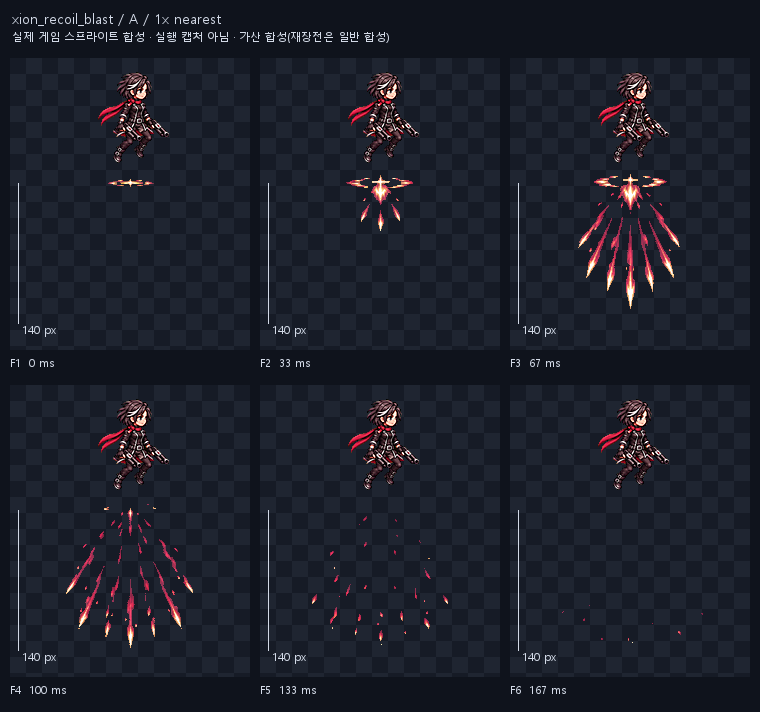 xion_recoil_blast / A / 1x nearest
실제 게임 스프라이트 합성 · 실행 캡처 아님 · 가산 합성(재장전은 일반 합성)
140 px
140 px
140 px
F1 0 ms
F2 33 ms
F3 67 ms
140 px
140 px
140 px
F4 100 ms
F5 133 ms
F6 167 ms